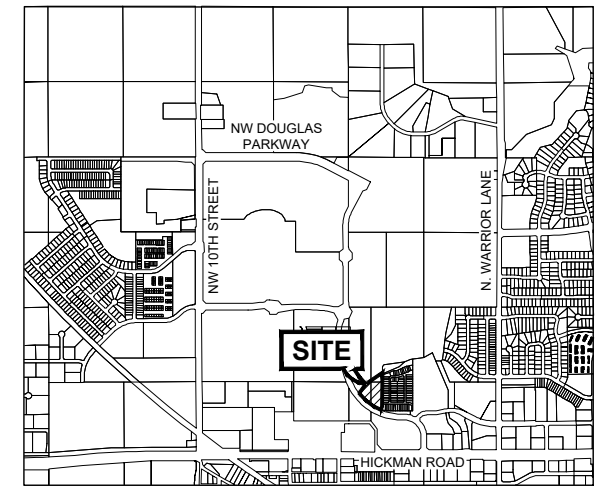 NW DOUGLAS
PARKWAY
NW 10TH STREET
N. WARRIOR LANE
SITE
HICKMAN ROAD